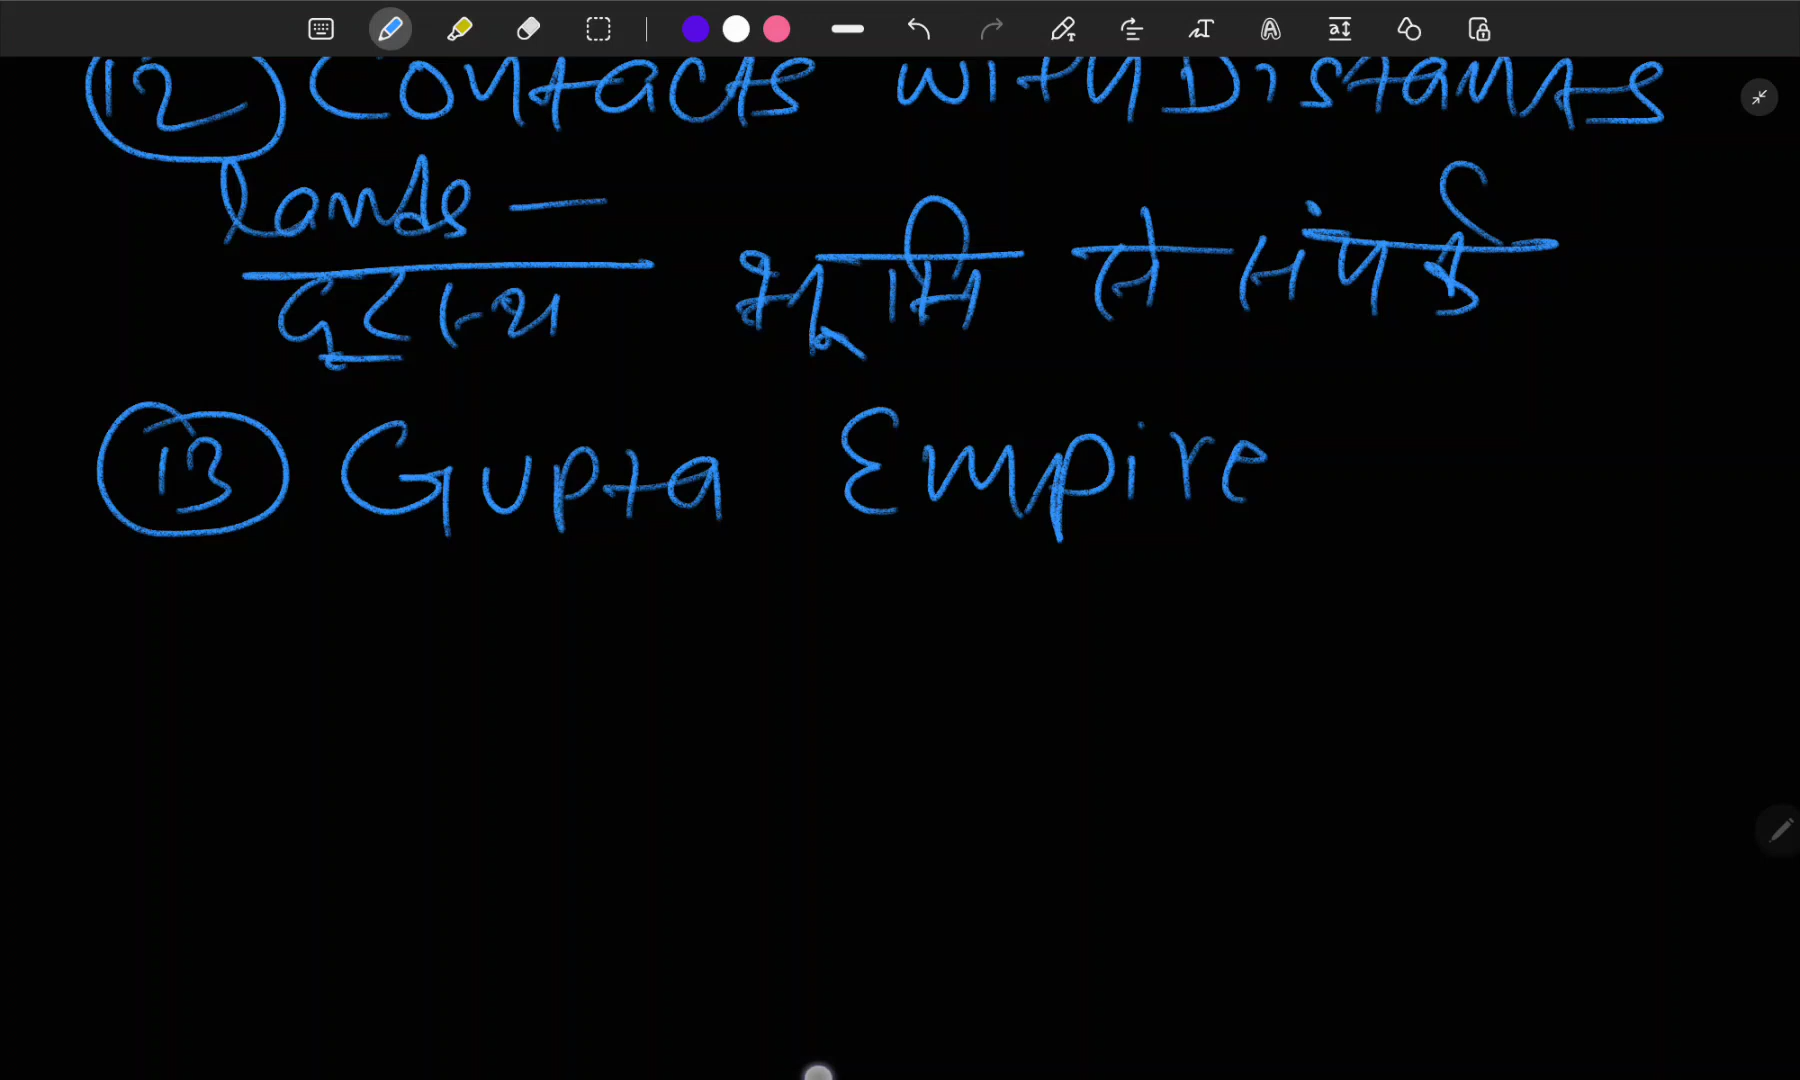 12 Contacts with Distants
lands —
दूरस्थ भूमि से संपर्क
13 Gupta Empire